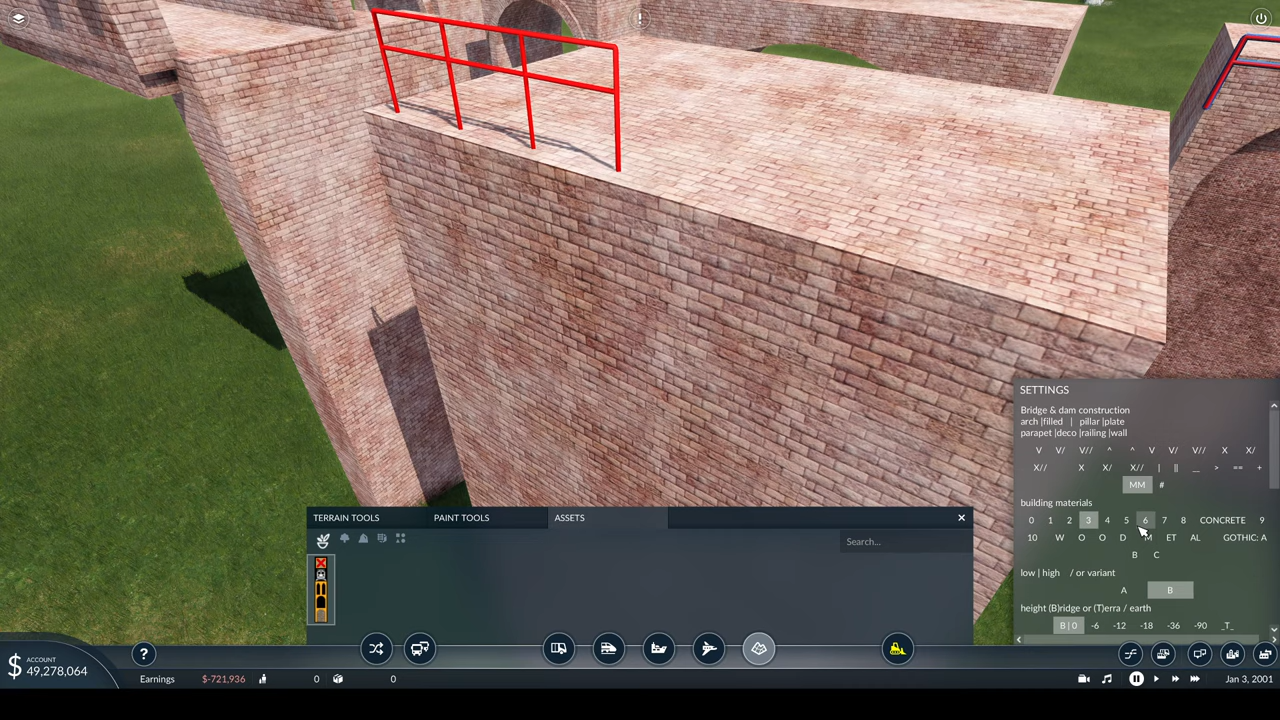 SETTINGS
Bridge & dam construction
arch |filled | pillar |plate
parapet |deco |railing |wall
V V/ V// ^ ^ V V/ V// X X/
X// X X/ X// | || __ > == +
MM #
building materials
0 1 2 3 4 5 6 7 8 CONCRETE 9
10 W O O D M ET AL GOTHIC: A
B C
low | high / or variant
A B
height (B)ridge or (T)erra / earth
B | 0 -6 -12 -18 -36 -90 _T_
TERRAIN TOOLS PAINT TOOLS ASSETS
Search...
$ ACCOUNT
49,278,064
?
Earnings $-721,936 0 0
Jan 3, 2001